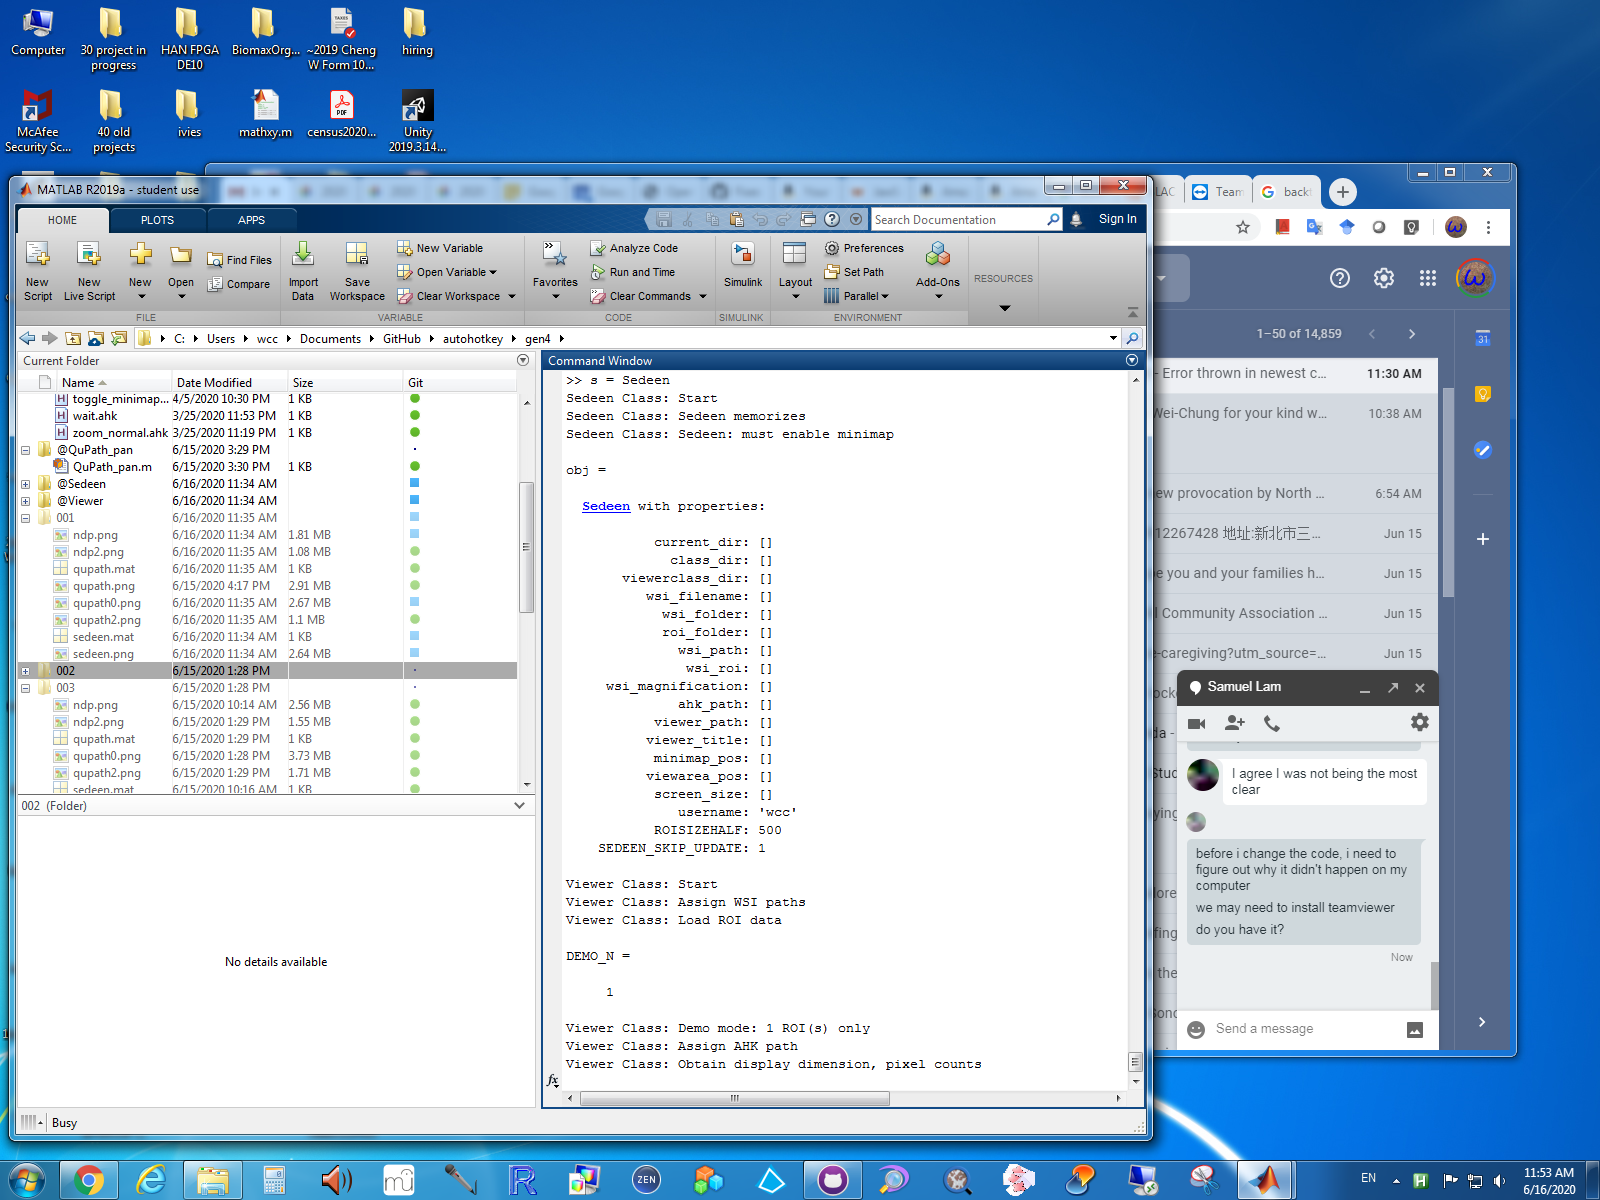 Computer
30 project in progress
HAN FPGA DE10
BiomaxOrg...
~2019 Cheng W Form 10...
hiring
McAfee Security Sc...
40 old projects
ivies
mathxy.m
census2020...
Unity 2019.3.14...
MATLAB R2019a - student use
LAC
Team
back
HOME
PLOTS
APPS
Search Documentation
Sign In
New Script
New Live Script
New
Open
Find Files
Compare
Import Data
Save Workspace
New Variable
Open Variable
Clear Workspace
Favorites
Analyze Code
Run and Time
Clear Commands
Simulink
Layout
Preferences
Set Path
Parallel
Add-Ons
RESOURCES
FILE
VARIABLE
CODE
SIMULINK
ENVIRONMENT
C: Users wcc Documents GitHub autohotkey gen4
Current Folder
Name Date Modified Size Git
toggle_minimap... 4/5/2020 10:30 PM 1 KB
wait.ahk 3/25/2020 11:53 PM 1 KB
zoom_normal.ahk 3/25/2020 11:19 PM 1 KB
@QuPath_pan 6/15/2020 3:29 PM
QuPath_pan.m 6/15/2020 3:30 PM 1 KB
@Sedeen 6/16/2020 11:34 AM
@Viewer 6/16/2020 11:34 AM
001 6/16/2020 11:35 AM
ndp.png 6/16/2020 11:34 AM 1.81 MB
ndp2.png 6/16/2020 11:35 AM 1.08 MB
qupath.mat 6/16/2020 11:35 AM 1 KB
qupath.png 6/15/2020 4:17 PM 2.91 MB
qupath0.png 6/16/2020 11:35 AM 2.67 MB
qupath2.png 6/16/2020 11:35 AM 1.1 MB
sedeen.mat 6/16/2020 11:34 AM 1 KB
sedeen.png 6/16/2020 11:34 AM 2.64 MB
002 6/15/2020 1:28 PM
003 6/15/2020 1:28 PM
ndp.png 6/15/2020 10:14 AM 2.56 MB
ndp2.png 6/15/2020 1:29 PM 1.55 MB
qupath.mat 6/15/2020 1:29 PM 1 KB
qupath0.png 6/15/2020 1:28 PM 3.73 MB
qupath2.png 6/15/2020 1:29 PM 1.71 MB
sedeen.mat 6/15/2020 10:16 AM 1 KB
002 (Folder)
No details available
Busy
Command Window
>> s = Sedeen
Sedeen Class: Start
Sedeen Class: Sedeen memorizes
Sedeen Class: Sedeen: must enable minimap
obj =
Sedeen with properties:
current_dir: []
class_dir: []
viewerclass_dir: []
wsi_filename: []
wsi_folder: []
roi_folder: []
wsi_path: []
wsi_roi: []
wsi_magnification: []
ahk_path: []
viewer_path: []
viewer_title: []
minimap_pos: []
viewarea_pos: []
screen_size: []
username: 'wcc'
ROISIZEHALF: 500
SEDEEN_SKIP_UPDATE: 1
Viewer Class: Start
Viewer Class: Assign WSI paths
Viewer Class: Load ROI data
DEMO_N =
1
Viewer Class: Demo mode: 1 ROI(s) only
Viewer Class: Assign AHK path
Viewer Class: Obtain display dimension, pixel counts
fx
1–50 of 14,859
- Error thrown in newest c... 11:30 AM
Wei-Chung for your kind w... 10:38 AM
ew provocation by North ... 6:54 AM
12267428 地址:新北市三... Jun 15
e you and your families h... Jun 15
l Community Association ... Jun 15
e-caregiving?utm_source=... Jun 15
31
Samuel Lam
I agree I was not being the most clear
before i change the code, i need to figure out why it didn't happen on my computer
we may need to install teamviewer
do you have it?
Now
Send a message
ZEN
EN
11:53 AM
6/16/2020